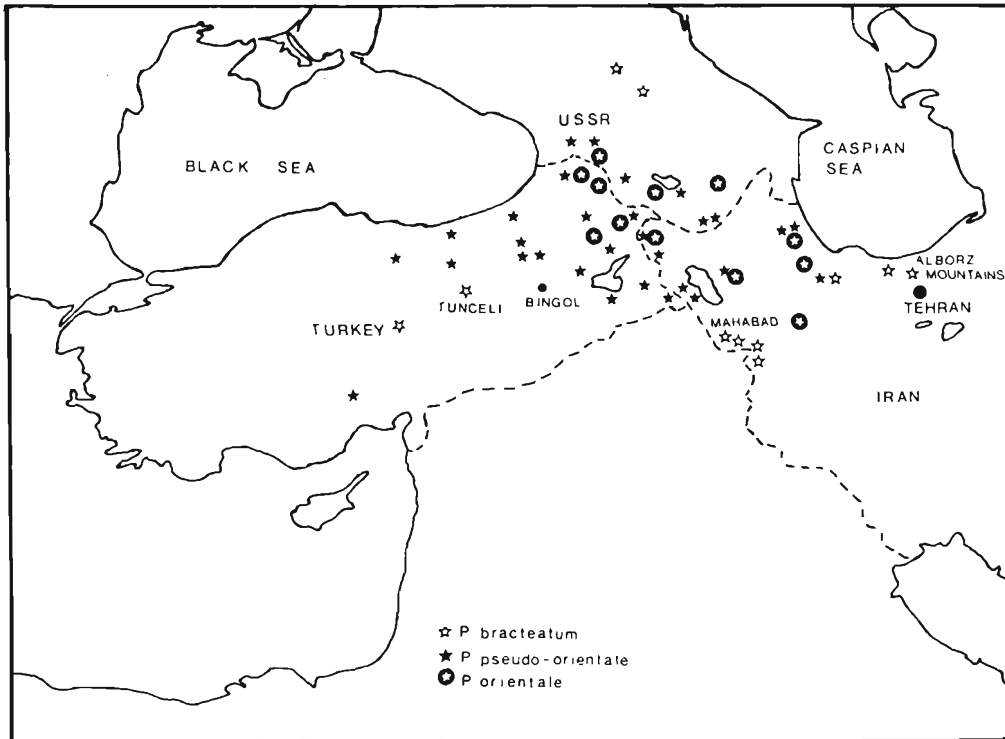 USSR
BLACK SEA
CASPIAN
SEA
ALBORZ
MOUNTAINS
TUNCELI
BINGOL
TEHRAN
TURKEY
MAHABAD
IRAN
P bracteatum
P pseudo-orientale
P orientale